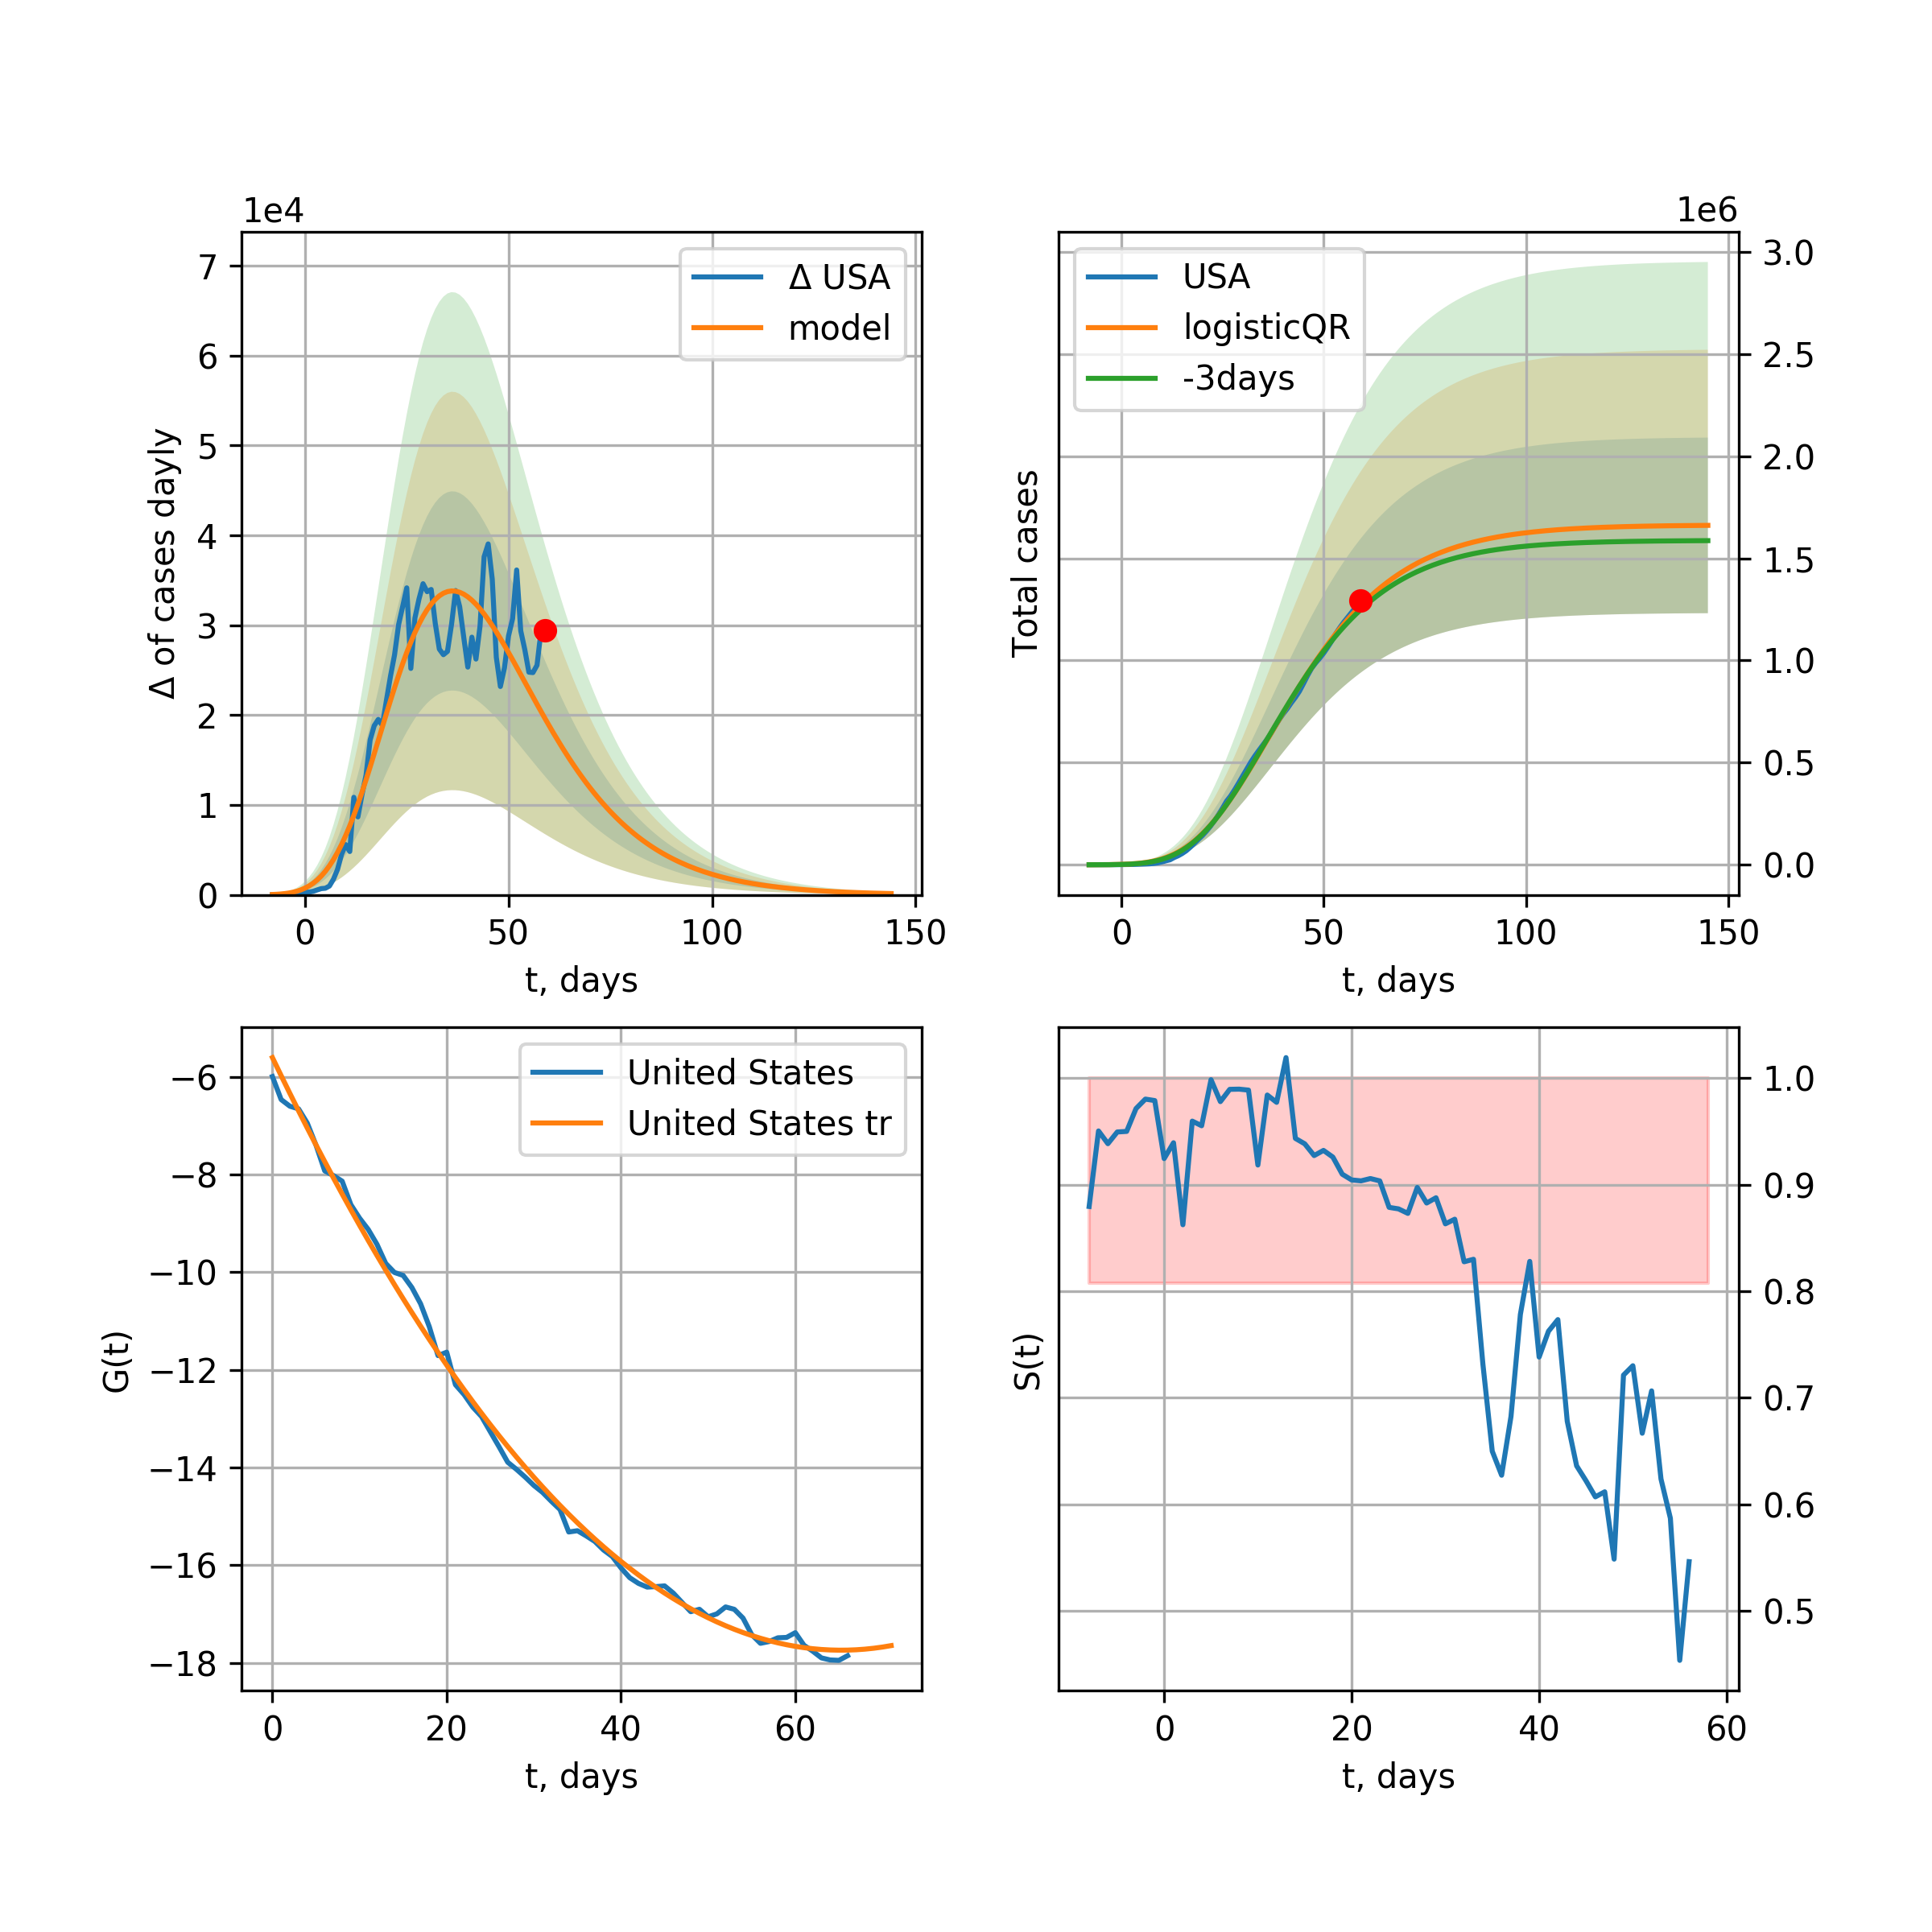 1e4
Δ of cases dayly
7
6
5
4
3
2
1
0
Δ USA
model
0 50 100 150
t, days
1e6
Total cases
USA
logisticQR
-3days
3.0
2.5
2.0
1.5
1.0
0.5
0.0
0 50 100 150
t, days
G(t)
−6
−8
−10
−12
−14
−16
−18
United States
United States tr
0 20 40 60
t, days
S(t)
1.0
0.9
0.8
0.7
0.6
0.5
0 20 40 60
t, days